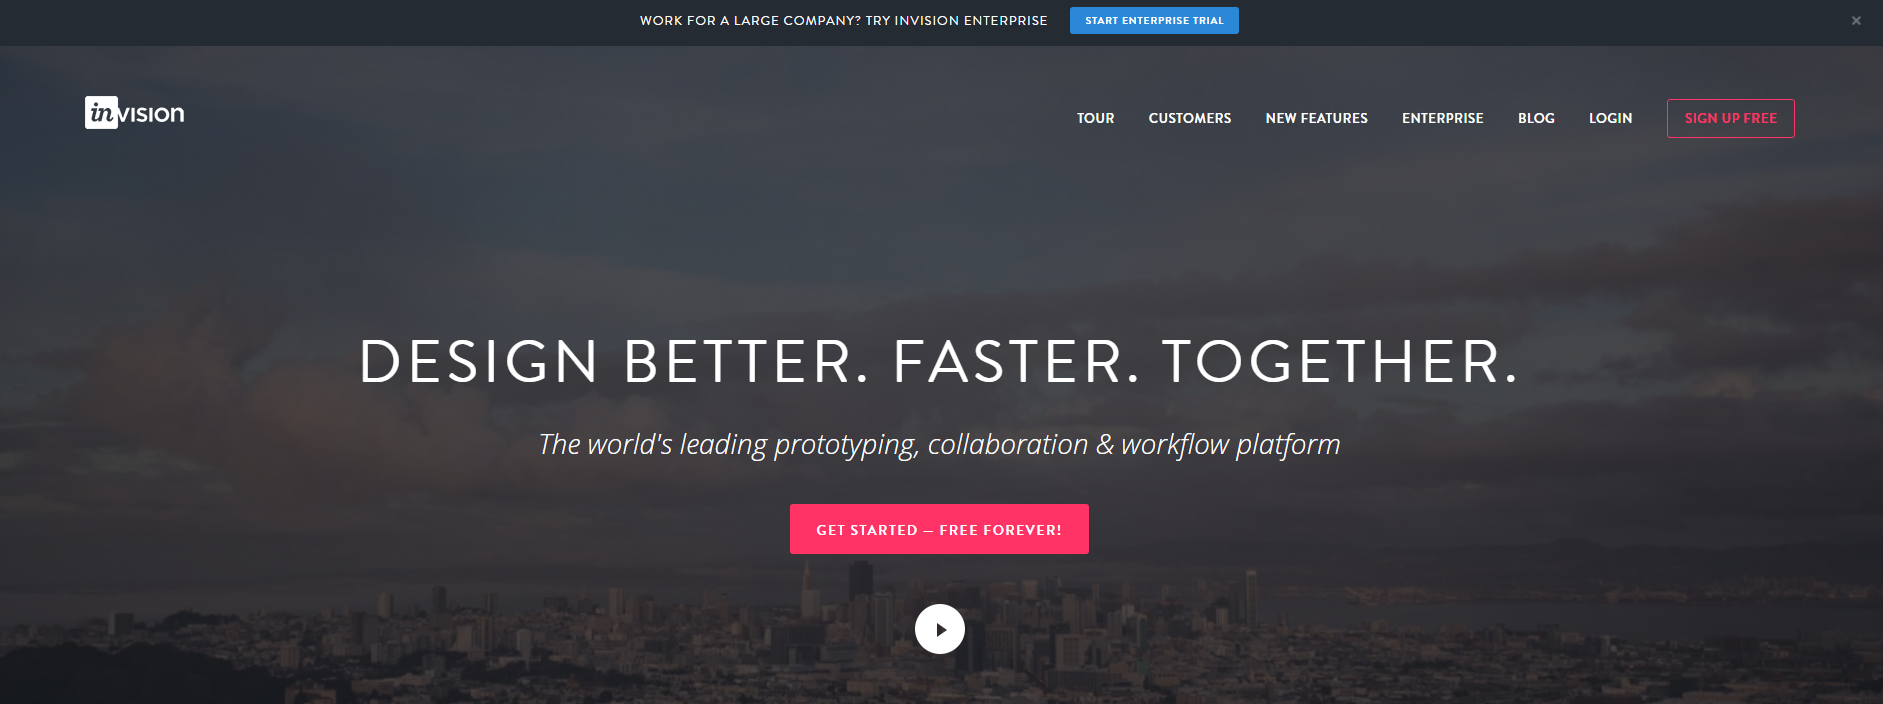 WORK FOR A LARGE COMPANY? TRY INVISION ENTERPRISE START ENTERPRISE TRIAL ×
invision TOUR CUSTOMERS NEW FEATURES ENTERPRISE BLOG LOGIN SIGN UP FREE
DESIGN BETTER. FASTER. TOGETHER.
The world's leading prototyping, collaboration & workflow platform
GET STARTED — FREE FOREVER!